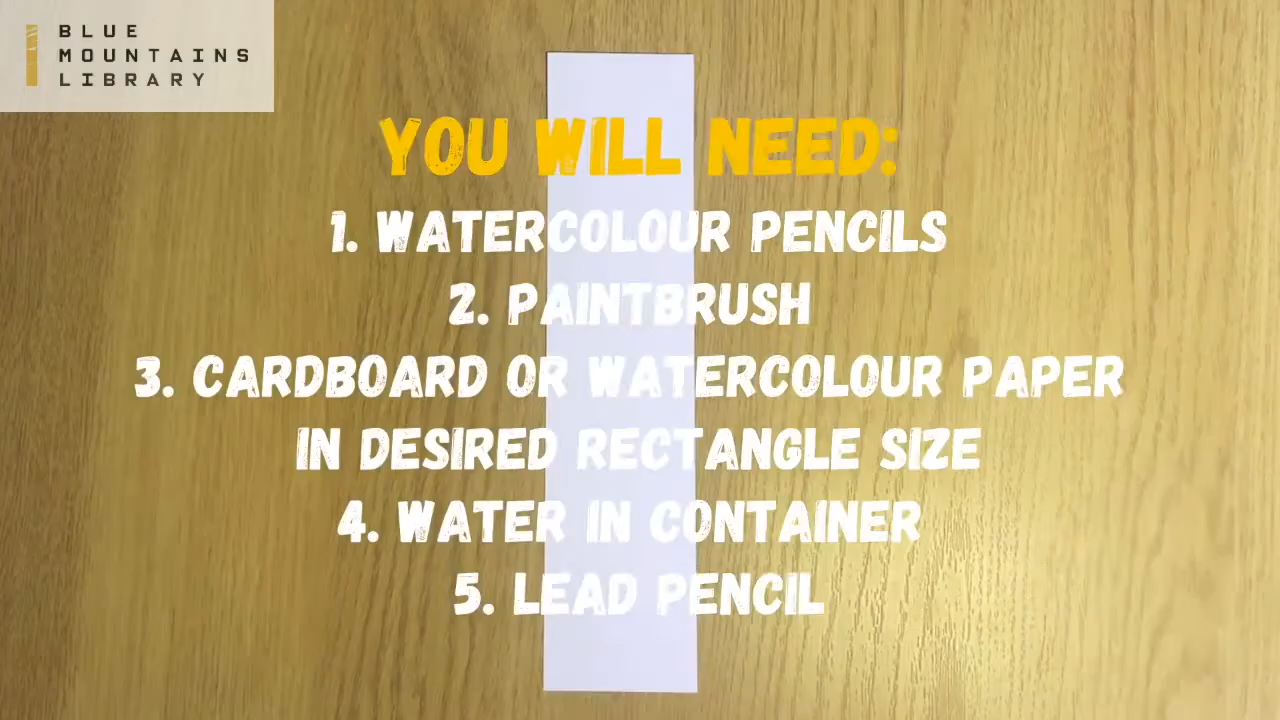 BLUE
MOUNTAINS
LIBRARY
YOU WILL NEED:
1. WATERCOLOUR PENCILS
2. PAINTBRUSH
3. CARDBOARD OR WATERCOLOUR PAPER
IN DESIRED RECTANGLE SIZE
4. WATER IN CONTAINER
5. LEAD PENCIL